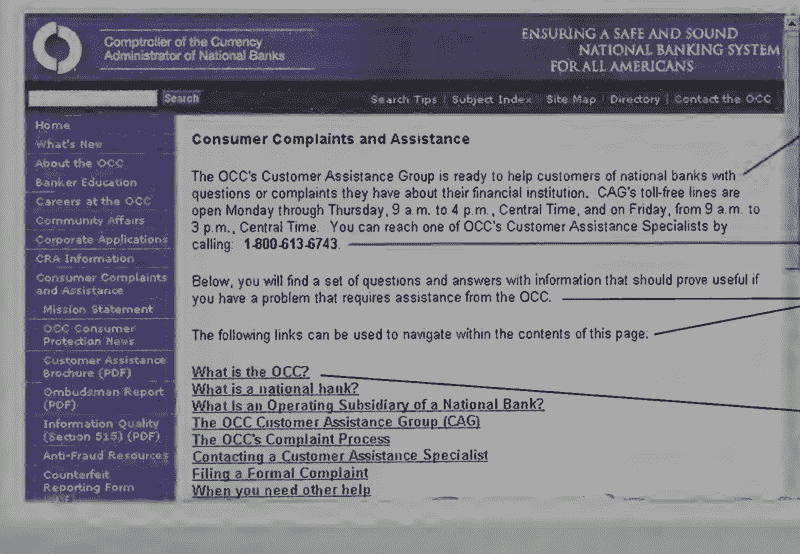 Comptroller of the Currency
Administrator of National Banks
ENSURING A SAFE AND SOUND
NATIONAL BANKING SYSTEM
FOR ALL AMERICANS
Search
Search Tips | Subject Index | Site Map | Directory | Contact the OCC
Home
What's New
About the OCC
Banker Education
Careers at the OCC
Community Affairs
Corporate Applications
CRA Information
Consumer Complaints
and Assistance
Mission Statement
OCC Consumer
Protection News
Customer Assistance
Brochure (PDF)
Ombudsman Report
(PDF)
Information Quality
(Section 515) (PDF)
Anti-Fraud Resources
Counterfeit
Reporting Form
Consumer Complaints and Assistance
The OCC's Customer Assistance Group is ready to help customers of national banks with
questions or complaints they have about their financial institution. CAG's toll-free lines are
open Monday through Thursday, 9 a.m. to 4 p.m., Central Time, and on Friday, from 9 a.m. to
3 p.m., Central Time. You can reach one of OCC's Customer Assistance Specialists by
calling: 1-800-613-6743.
Below, you will find a set of questions and answers with information that should prove useful if
you have a problem that requires assistance from the OCC.
The following links can be used to navigate within the contents of this page:
What is the OCC?
What is a national bank?
What Is an Operating Subsidiary of a National Bank?
The OCC Customer Assistance Group (CAG)
The OCC's Complaint Process
Contacting a Customer Assistance Specialist
Filing a Formal Complaint
When you need other help